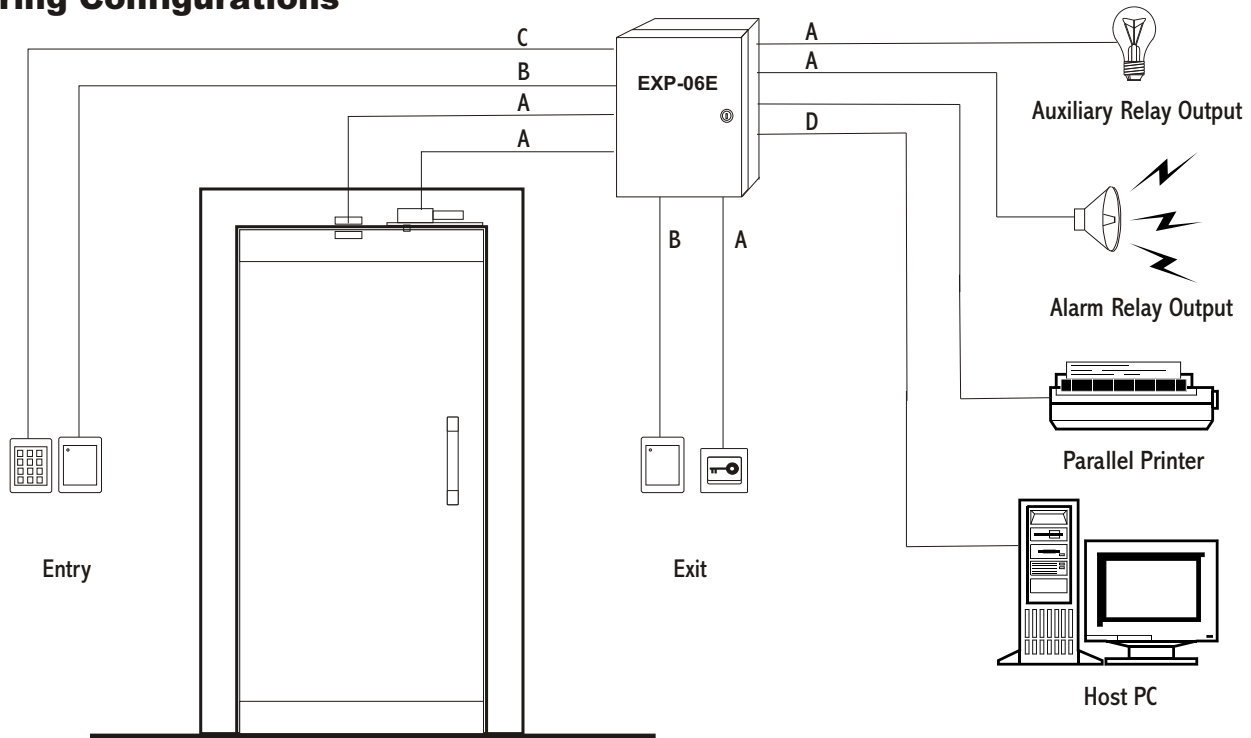 ring Configurations
C
B
A
A
EXP-06E
A
A
D
B
A
Auxiliary Relay Output
Alarm Relay Output
Parallel Printer
Host PC
Entry
Exit